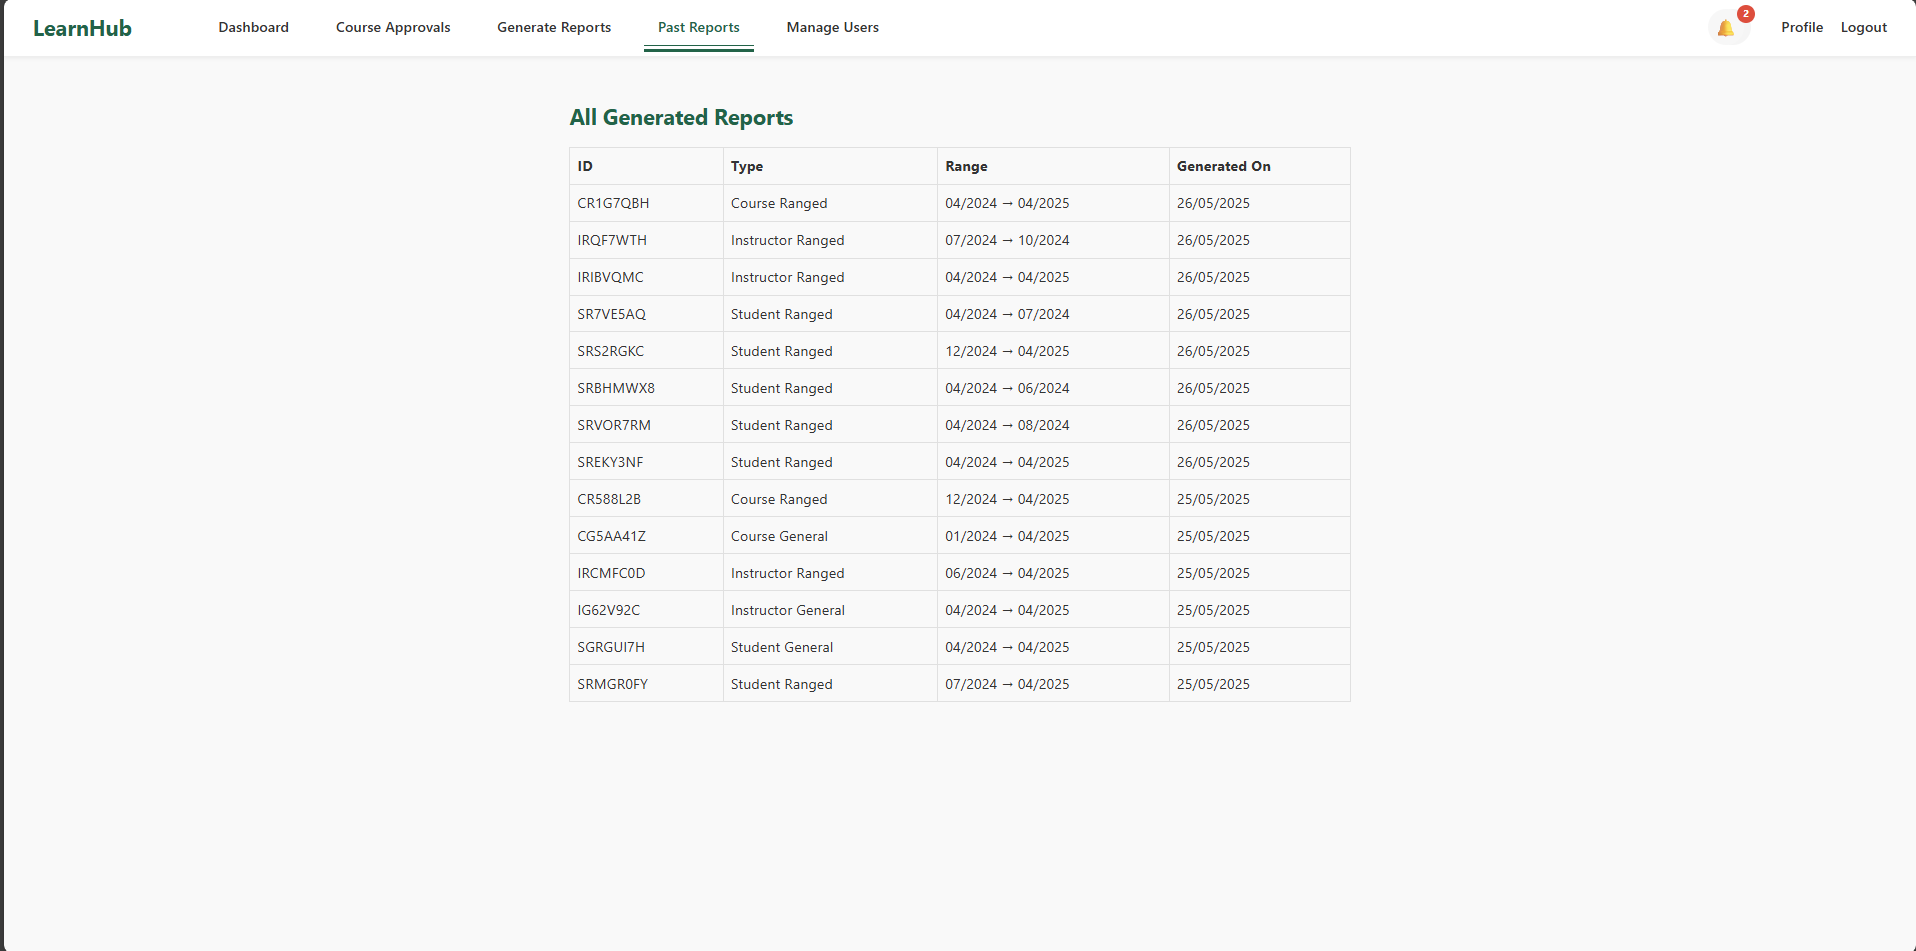 LearnHub Dashboard Course Approvals Generate Reports Past Reports Manage Users 2 Profile Logout
All Generated Reports
ID Type Range Generated On
CR1G7QBH Course Ranged 04/2024 → 04/2025 26/05/2025
IRQF7WTH Instructor Ranged 07/2024 → 10/2024 26/05/2025
IRIBVQMC Instructor Ranged 04/2024 → 04/2025 26/05/2025
SR7VE5AQ Student Ranged 04/2024 → 07/2024 26/05/2025
SRS2RGKC Student Ranged 12/2024 → 04/2025 26/05/2025
SRBHMWX8 Student Ranged 04/2024 → 06/2024 26/05/2025
SRVOR7RM Student Ranged 04/2024 → 08/2024 26/05/2025
SREKY3NF Student Ranged 04/2024 → 04/2025 26/05/2025
CR588L2B Course Ranged 12/2024 → 04/2025 25/05/2025
CG5AA41Z Course General 01/2024 → 04/2025 25/05/2025
IRCMFC0D Instructor Ranged 06/2024 → 04/2025 25/05/2025
IG62V92C Instructor General 04/2024 → 04/2025 25/05/2025
SGRGUI7H Student General 04/2024 → 04/2025 25/05/2025
SRMGR0FY Student Ranged 07/2024 → 04/2025 25/05/2025